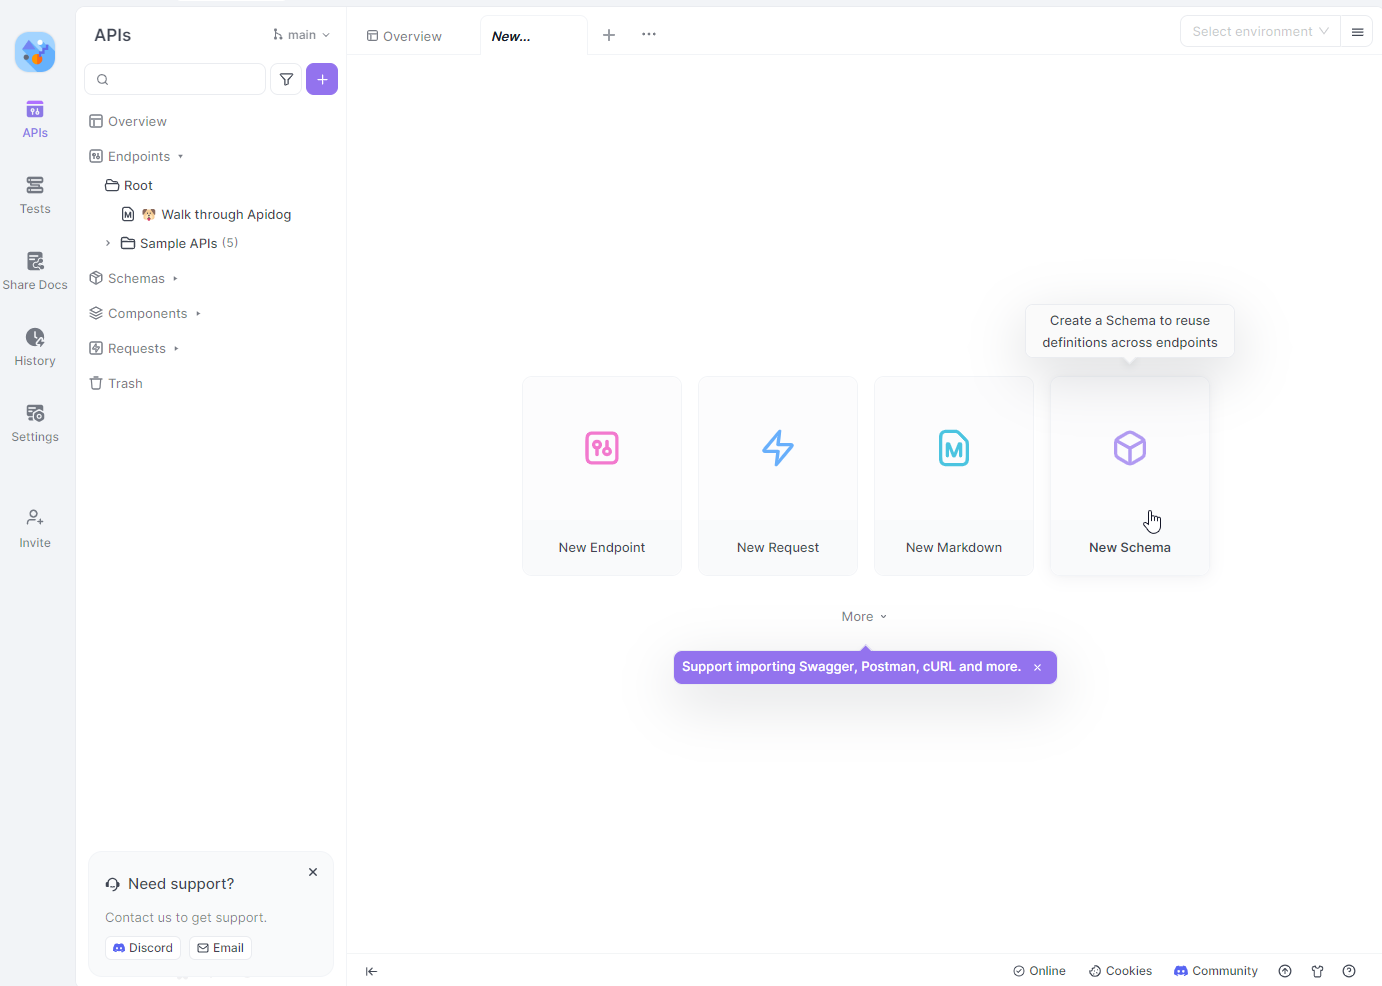 APIs
main
Overview
New...
Select environment
APIs
Tests
Share Docs
History
Settings
Invite
Overview
Endpoints
Root
Walk through Apidog
Sample APIs (5)
Schemas
Components
Requests
Trash
Create a Schema to reuse
definitions across endpoints
New Endpoint
New Request
M
New Markdown
New Schema
More
Support importing Swagger, Postman, cURL and more.
Need support?
Contact us to get support.
Discord
Email
Online
Cookies
Community